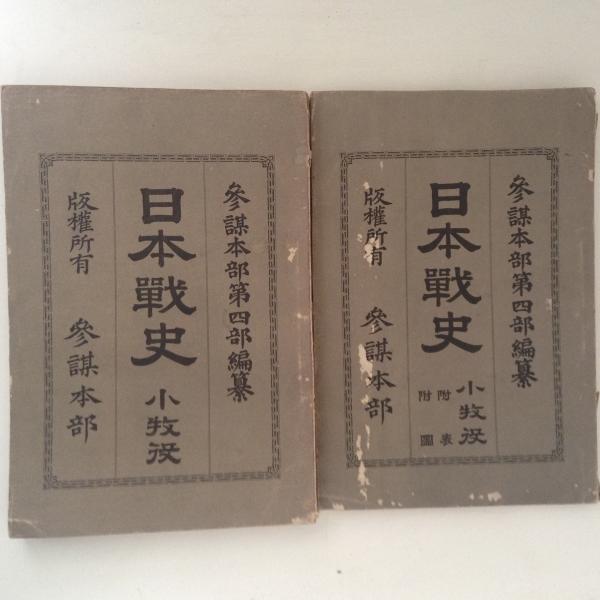 參謀本部第四部編纂
日本戰史 小牧役
版權所有 參謀本部
參謀本部第四部編纂
日本戰史 小牧役
附表
附圖
版權所有 參謀本部